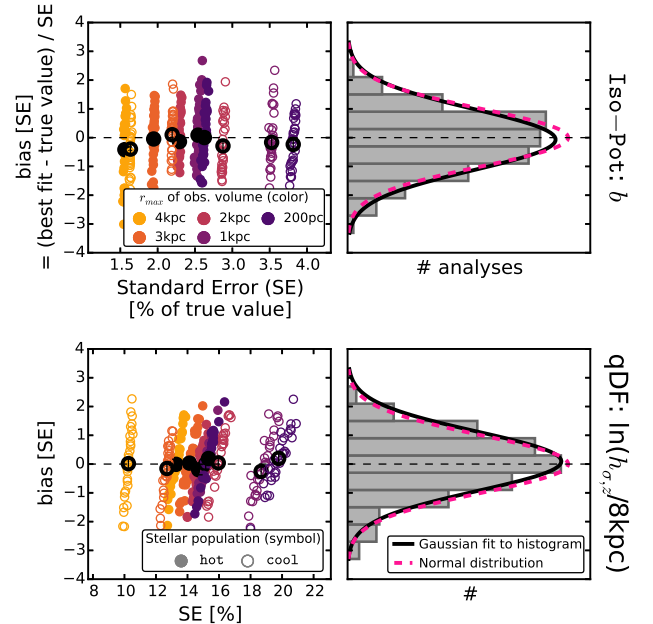 bias [SE]
= (best fit - true value) / SE
4
3
2
1
0
−1
−2
−3
−4
r_max of obs. volume (color)
4kpc 2kpc 200pc
3kpc 1kpc
1.5 2.0 2.5 3.0 3.5 4.0
Standard Error (SE)
[% of true value]
# analyses
Iso−Pot: b
bias [SE]
4
3
2
1
0
−1
−2
−3
−4
Stellar population (symbol)
hot cool
8 10 12 14 16 18 20 22
SE [%]
Gaussian fit to histogram
Normal distribution
#
qDF: ln(h_{σ,z}/8kpc)